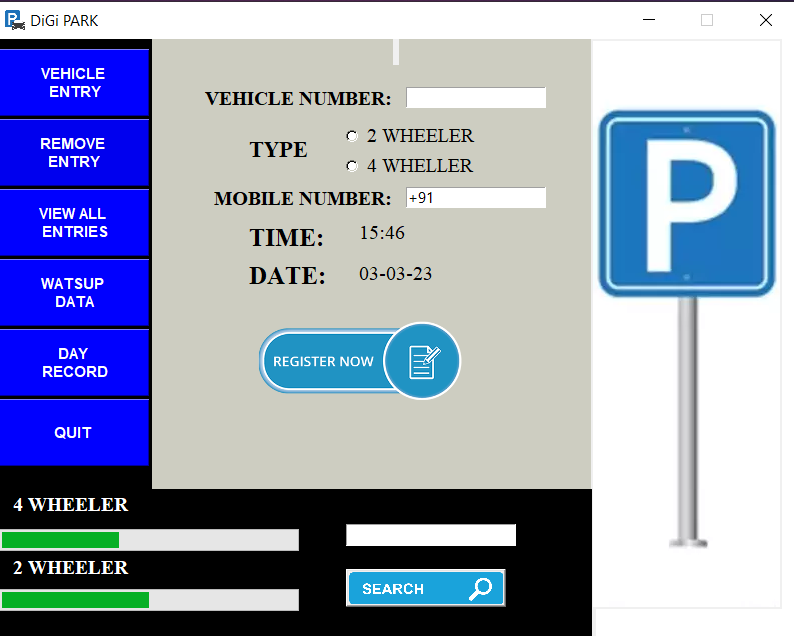 DiGi PARK
VEHICLE
ENTRY
REMOVE
ENTRY
VIEW ALL
ENTRIES
WATSUP
DATA
DAY
RECORD
QUIT
VEHICLE NUMBER:
TYPE
2 WHEELER
4 WHELLER
MOBILE NUMBER: +91
TIME: 15:46
DATE: 03-03-23
REGISTER NOW
P
4 WHEELER
2 WHEELER
SEARCH